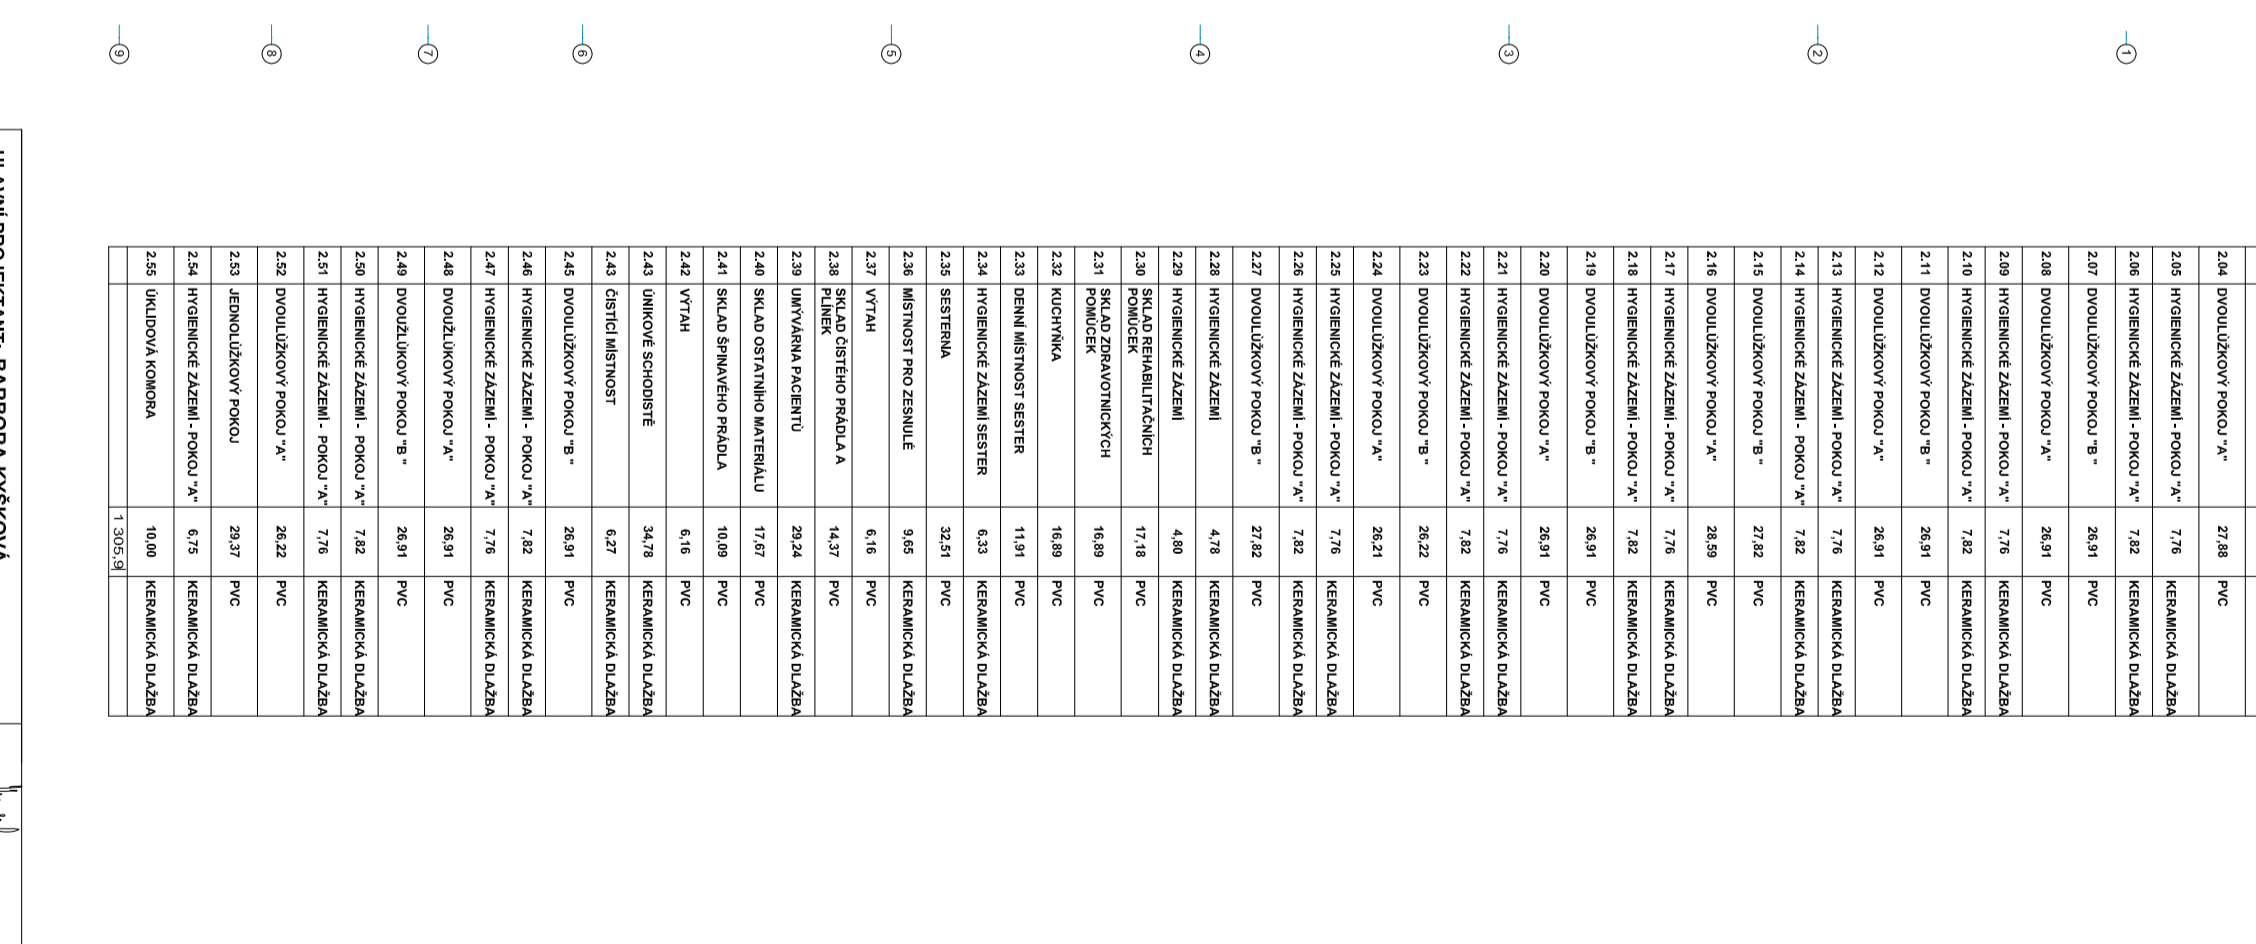 1
2
3
4
5
6
7
8
9
2.04 DVOULŮŽKOVÝ POKOJ "A" 27,88 PVC
2.05 HYGIENICKÉ ZÁZEMÍ - POKOJ "A" 7,76 KERAMICKÁ DLAŽBA
2.06 HYGIENICKÉ ZÁZEMÍ - POKOJ "A" 7,82 KERAMICKÁ DLAŽBA
2.07 DVOULŮŽKOVÝ POKOJ "B " 26,91 PVC
2.08 DVOULŮŽKOVÝ POKOJ "A" 26,91 PVC
2.09 HYGIENICKÉ ZÁZEMÍ - POKOJ "A" 7,76 KERAMICKÁ DLAŽBA
2.10 HYGIENICKÉ ZÁZEMÍ - POKOJ "A" 7,82 KERAMICKÁ DLAŽBA
2.11 DVOULŮŽKOVÝ POKOJ "B " 26,91 PVC
2.12 DVOULŮŽKOVÝ POKOJ "A" 26,91 PVC
2.13 HYGIENICKÉ ZÁZEMÍ - POKOJ "A" 7,76 KERAMICKÁ DLAŽBA
2.14 HYGIENICKÉ ZÁZEMÍ - POKOJ "A" 7,82 KERAMICKÁ DLAŽBA
2.15 DVOULŮŽKOVÝ POKOJ "B " 27,82 PVC
2.16 DVOULŮŽKOVÝ POKOJ "A" 28,59 PVC
2.17 HYGIENICKÉ ZÁZEMÍ - POKOJ "A" 7,76 KERAMICKÁ DLAŽBA
2.18 HYGIENICKÉ ZÁZEMÍ - POKOJ "A" 7,82 KERAMICKÁ DLAŽBA
2.19 DVOULŮŽKOVÝ POKOJ "B " 26,91 PVC
2.20 DVOULŮŽKOVÝ POKOJ "A" 26,91 PVC
2.21 HYGIENICKÉ ZÁZEMÍ - POKOJ "A" 7,76 KERAMICKÁ DLAŽBA
2.22 HYGIENICKÉ ZÁZEMÍ - POKOJ "A" 7,82 KERAMICKÁ DLAŽBA
2.23 DVOULŮŽKOVÝ POKOJ "B " 26,22 PVC
2.24 DVOULŮŽKOVÝ POKOJ "A" 26,21 PVC
2.25 HYGIENICKÉ ZÁZEMÍ - POKOJ "A" 7,76 KERAMICKÁ DLAŽBA
2.26 HYGIENICKÉ ZÁZEMÍ - POKOJ "A" 7,82 KERAMICKÁ DLAŽBA
2.27 DVOULŮŽKOVÝ POKOJ "B " 27,82 PVC
2.28 HYGIENICKÉ ZÁZEMÍ 4,78 KERAMICKÁ DLAŽBA
2.29 HYGIENICKÉ ZÁZEMÍ 4,80 KERAMICKÁ DLAŽBA
2.30 SKLAD REHABILITAČNÍCH 17,18 PVC
POMŮCEK
2.31 SKLAD ZDRAVOTNICKÝCH 16,89 PVC
POMŮCEK
2.32 KUCHYŇKA 16,89 PVC
2.33 DENNÍ MÍSTNOST SESTER 11,91 PVC
2.34 HYGIENICKÉ ZÁZEMÍ SESTER 6,33 KERAMICKÁ DLAŽBA
2.35 SESTERNA 32,51 PVC
2.36 MÍSTNOST PRO ZESNULÉ 9,65 KERAMICKÁ DLAŽBA
2.37 VÝTAH 6,16 PVC
2.38 SKLAD ČISTÉHO PRÁDLA A 14,37 PVC
PLÍNEK
2.39 UMÝVÁRNA PACIENTŮ 29,24 KERAMICKÁ DLAŽBA
2.40 SKLAD OSTATNÍHO MATERIÁLU 17,67 PVC
2.41 SKLAD ŠPINAVÉHO PRÁDLA 10,09 PVC
2.42 VÝTAH 6,16 PVC
2.43 ÚNIKOVÉ SCHODISTĚ 34,78 KERAMICKÁ DLAŽBA
2.43 ČISTÍCÍ MÍSTNOST 6,27 KERAMICKÁ DLAŽBA
2.45 DVOULŮŽKOVÝ POKOJ "B " 26,91 PVC
2.46 HYGIENICKÉ ZÁZEMÍ - POKOJ "A" 7,82 KERAMICKÁ DLAŽBA
2.47 HYGIENICKÉ ZÁZEMÍ - POKOJ "A" 7,76 KERAMICKÁ DLAŽBA
2.48 DVOUŽLŮKOVÝ POKOJ "A" 26,91 PVC
2.49 DVOUŽLŮKOVÝ POKOJ "B " 26,91 PVC
2.50 HYGIENICKÉ ZÁZEMÍ - POKOJ "A" 7,82 KERAMICKÁ DLAŽBA
2.51 HYGIENICKÉ ZÁZEMÍ - POKOJ "A" 7,76 KERAMICKÁ DLAŽBA
2.52 DVOULŮŽKOVÝ POKOJ "A" 26,22 PVC
2.53 JEDNOLŮŽKOVÝ POKOJ 29,37 PVC
2.54 HYGIENICKÉ ZÁZEMÍ - POKOJ "A" 6,75 KERAMICKÁ DLAŽBA
2.55 ÚKLIDOVÁ KOMORA 10,00 KERAMICKÁ DLAŽBA
1 305,9
HLAVNÍ PROJEKTANT: BARBORA KYŠKOVÁ